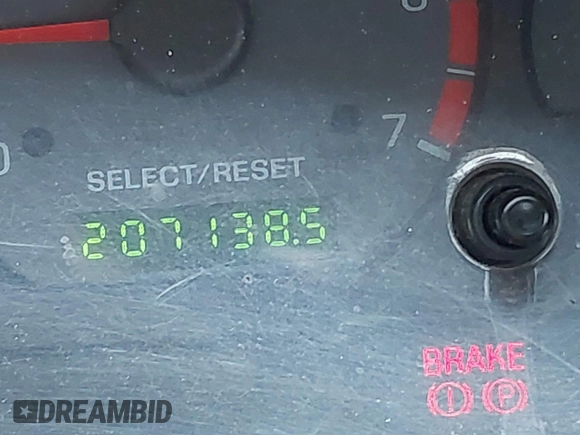 7
SELECT/RESET
207138.5
BRAKE
(!) (P)
DREAMBID